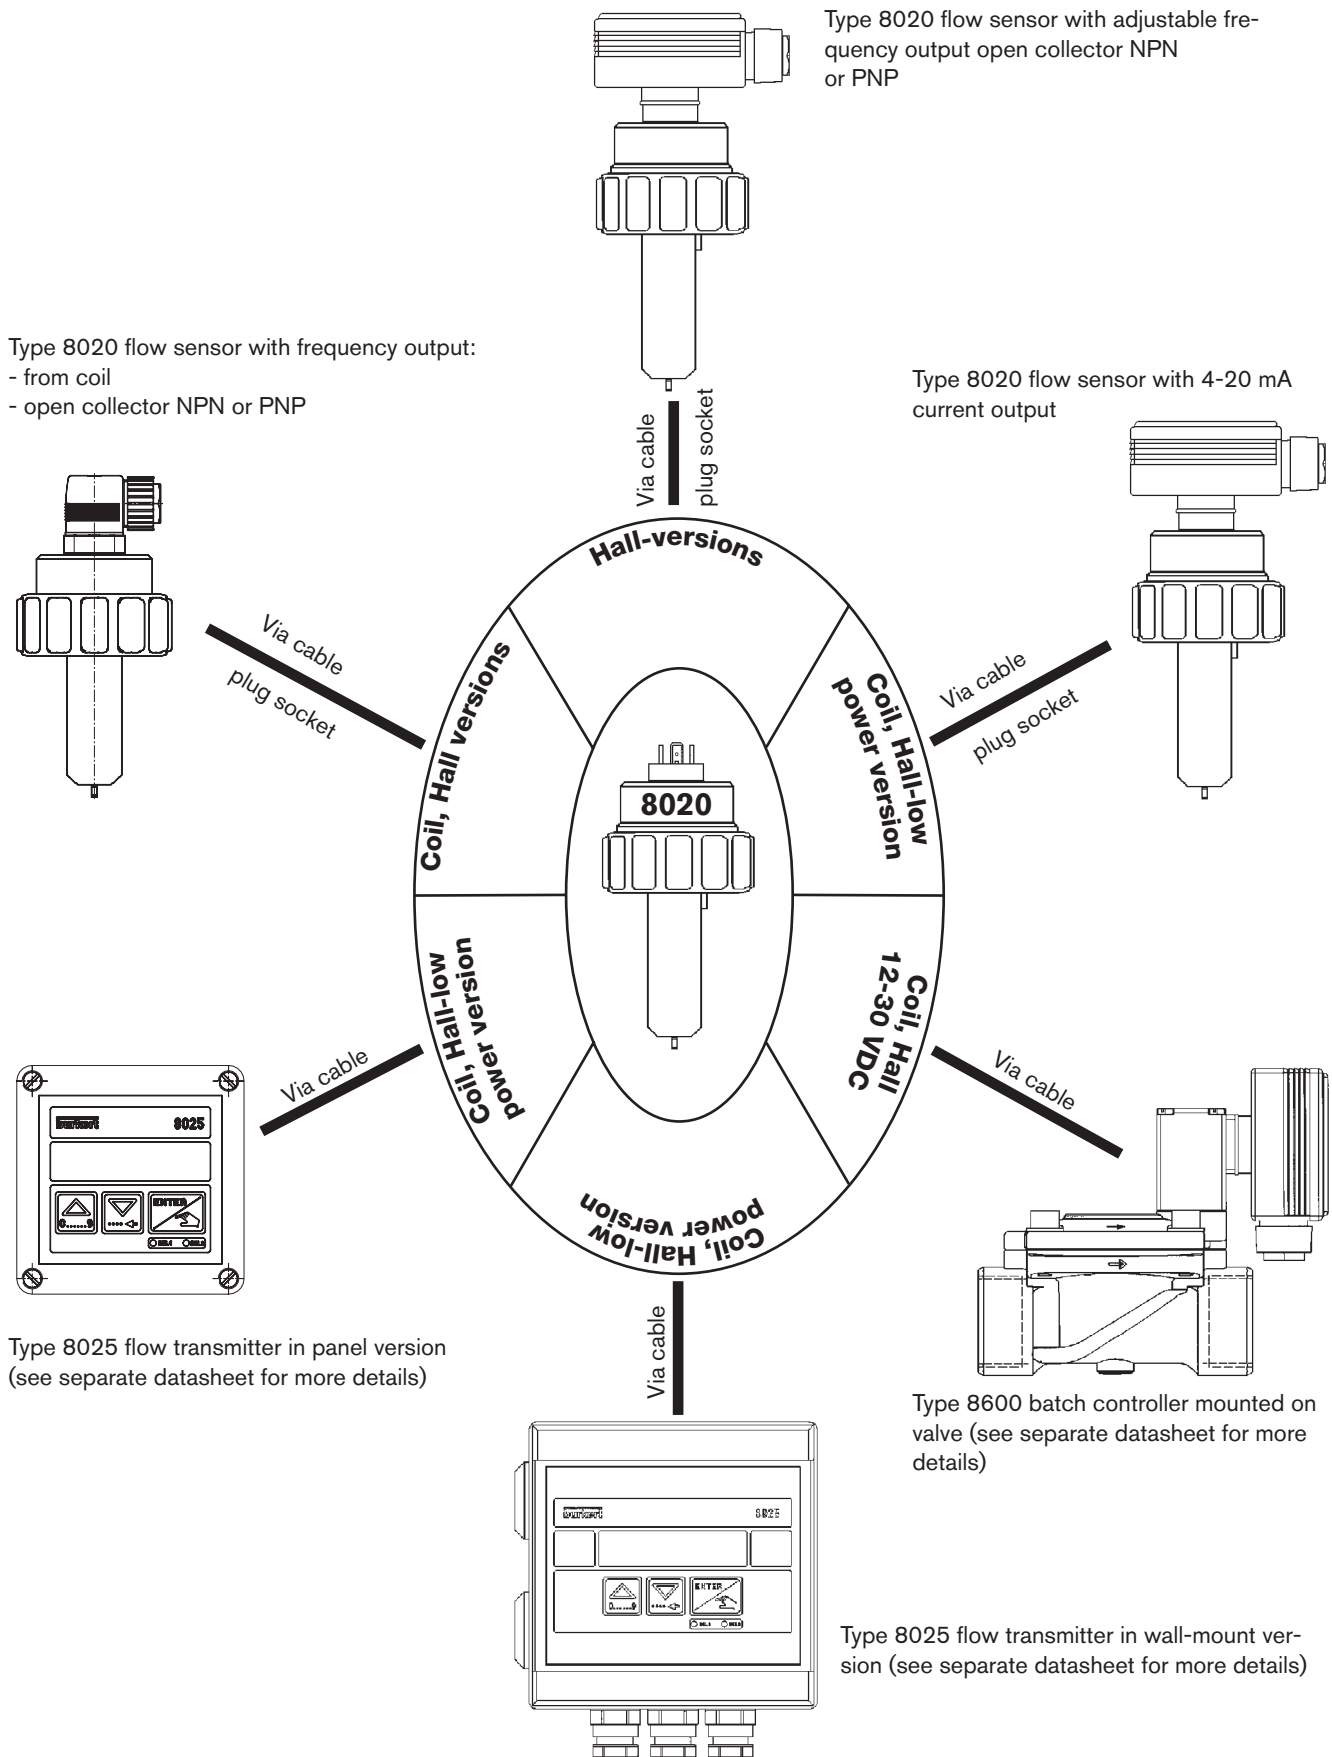 Type 8020 flow sensor with adjustable fre-
quency output open collector NPN
or PNP
Type 8020 flow sensor with frequency output:
- from coil
- open collector NPN or PNP
Type 8020 flow sensor with 4-20 mA
current output
Via cable
plug socket
Hall-versions
Via cable
plug socket
Coil, Hall versions
Via cable
plug socket
Coil, Hall-low
power version
8020
Coil, Hall-low
power version
Coil, Hall
12-30 VDC
Via cable
Via cable
burkert 8025
0......9
ENTER
Coil, Hall-low
power version
Via cable
Type 8025 flow transmitter in panel version
(see separate datasheet for more details)
Type 8600 batch controller mounted on
valve (see separate datasheet for more
details)
burkert 8025
0......9
ENTER
Type 8025 flow transmitter in wall-mount ver-
sion (see separate datasheet for more details)